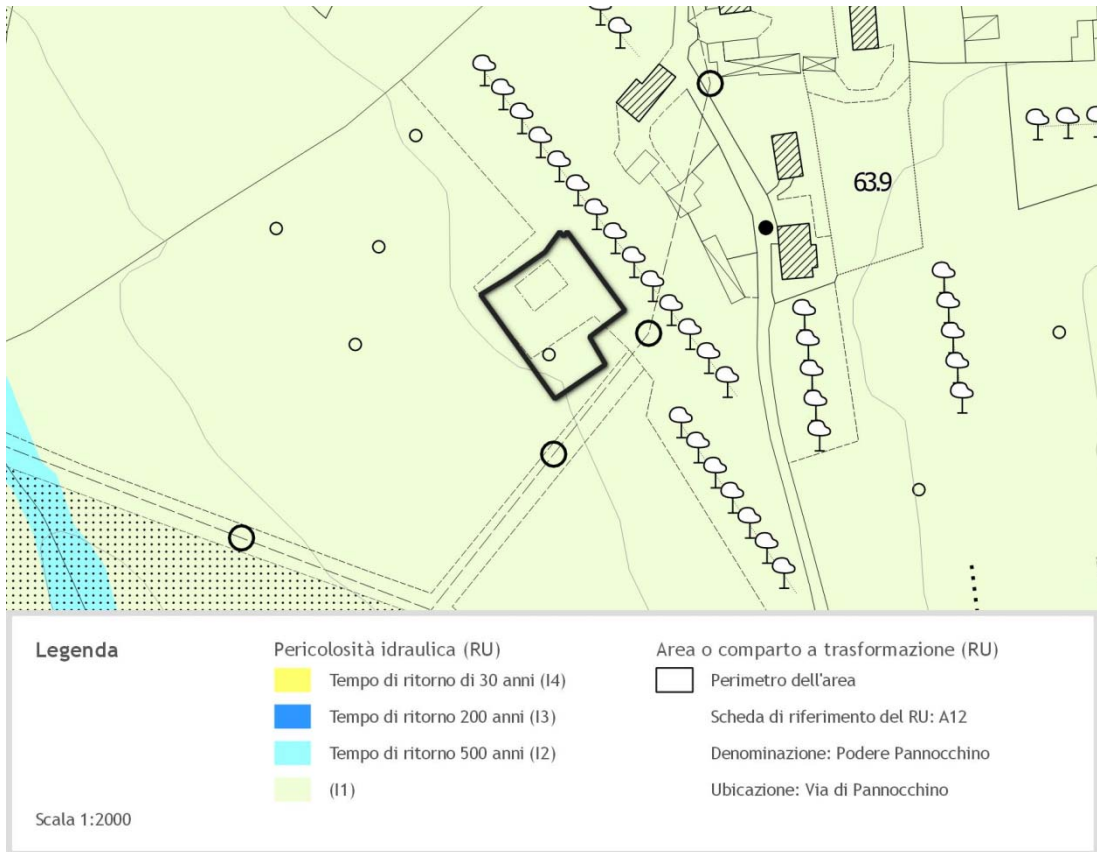 63.9
Legenda
Pericolosità idraulica (RU)
Tempo di ritorno di 30 anni (I4)
Tempo di ritorno 200 anni (I3)
Tempo di ritorno 500 anni (I2)
(I1)
Area o comparto a trasformazione (RU)
Perimetro dell'area
Scheda di riferimento del RU: A12
Denominazione: Podere Pannocchino
Ubicazione: Via di Pannocchino
Scala 1:2000